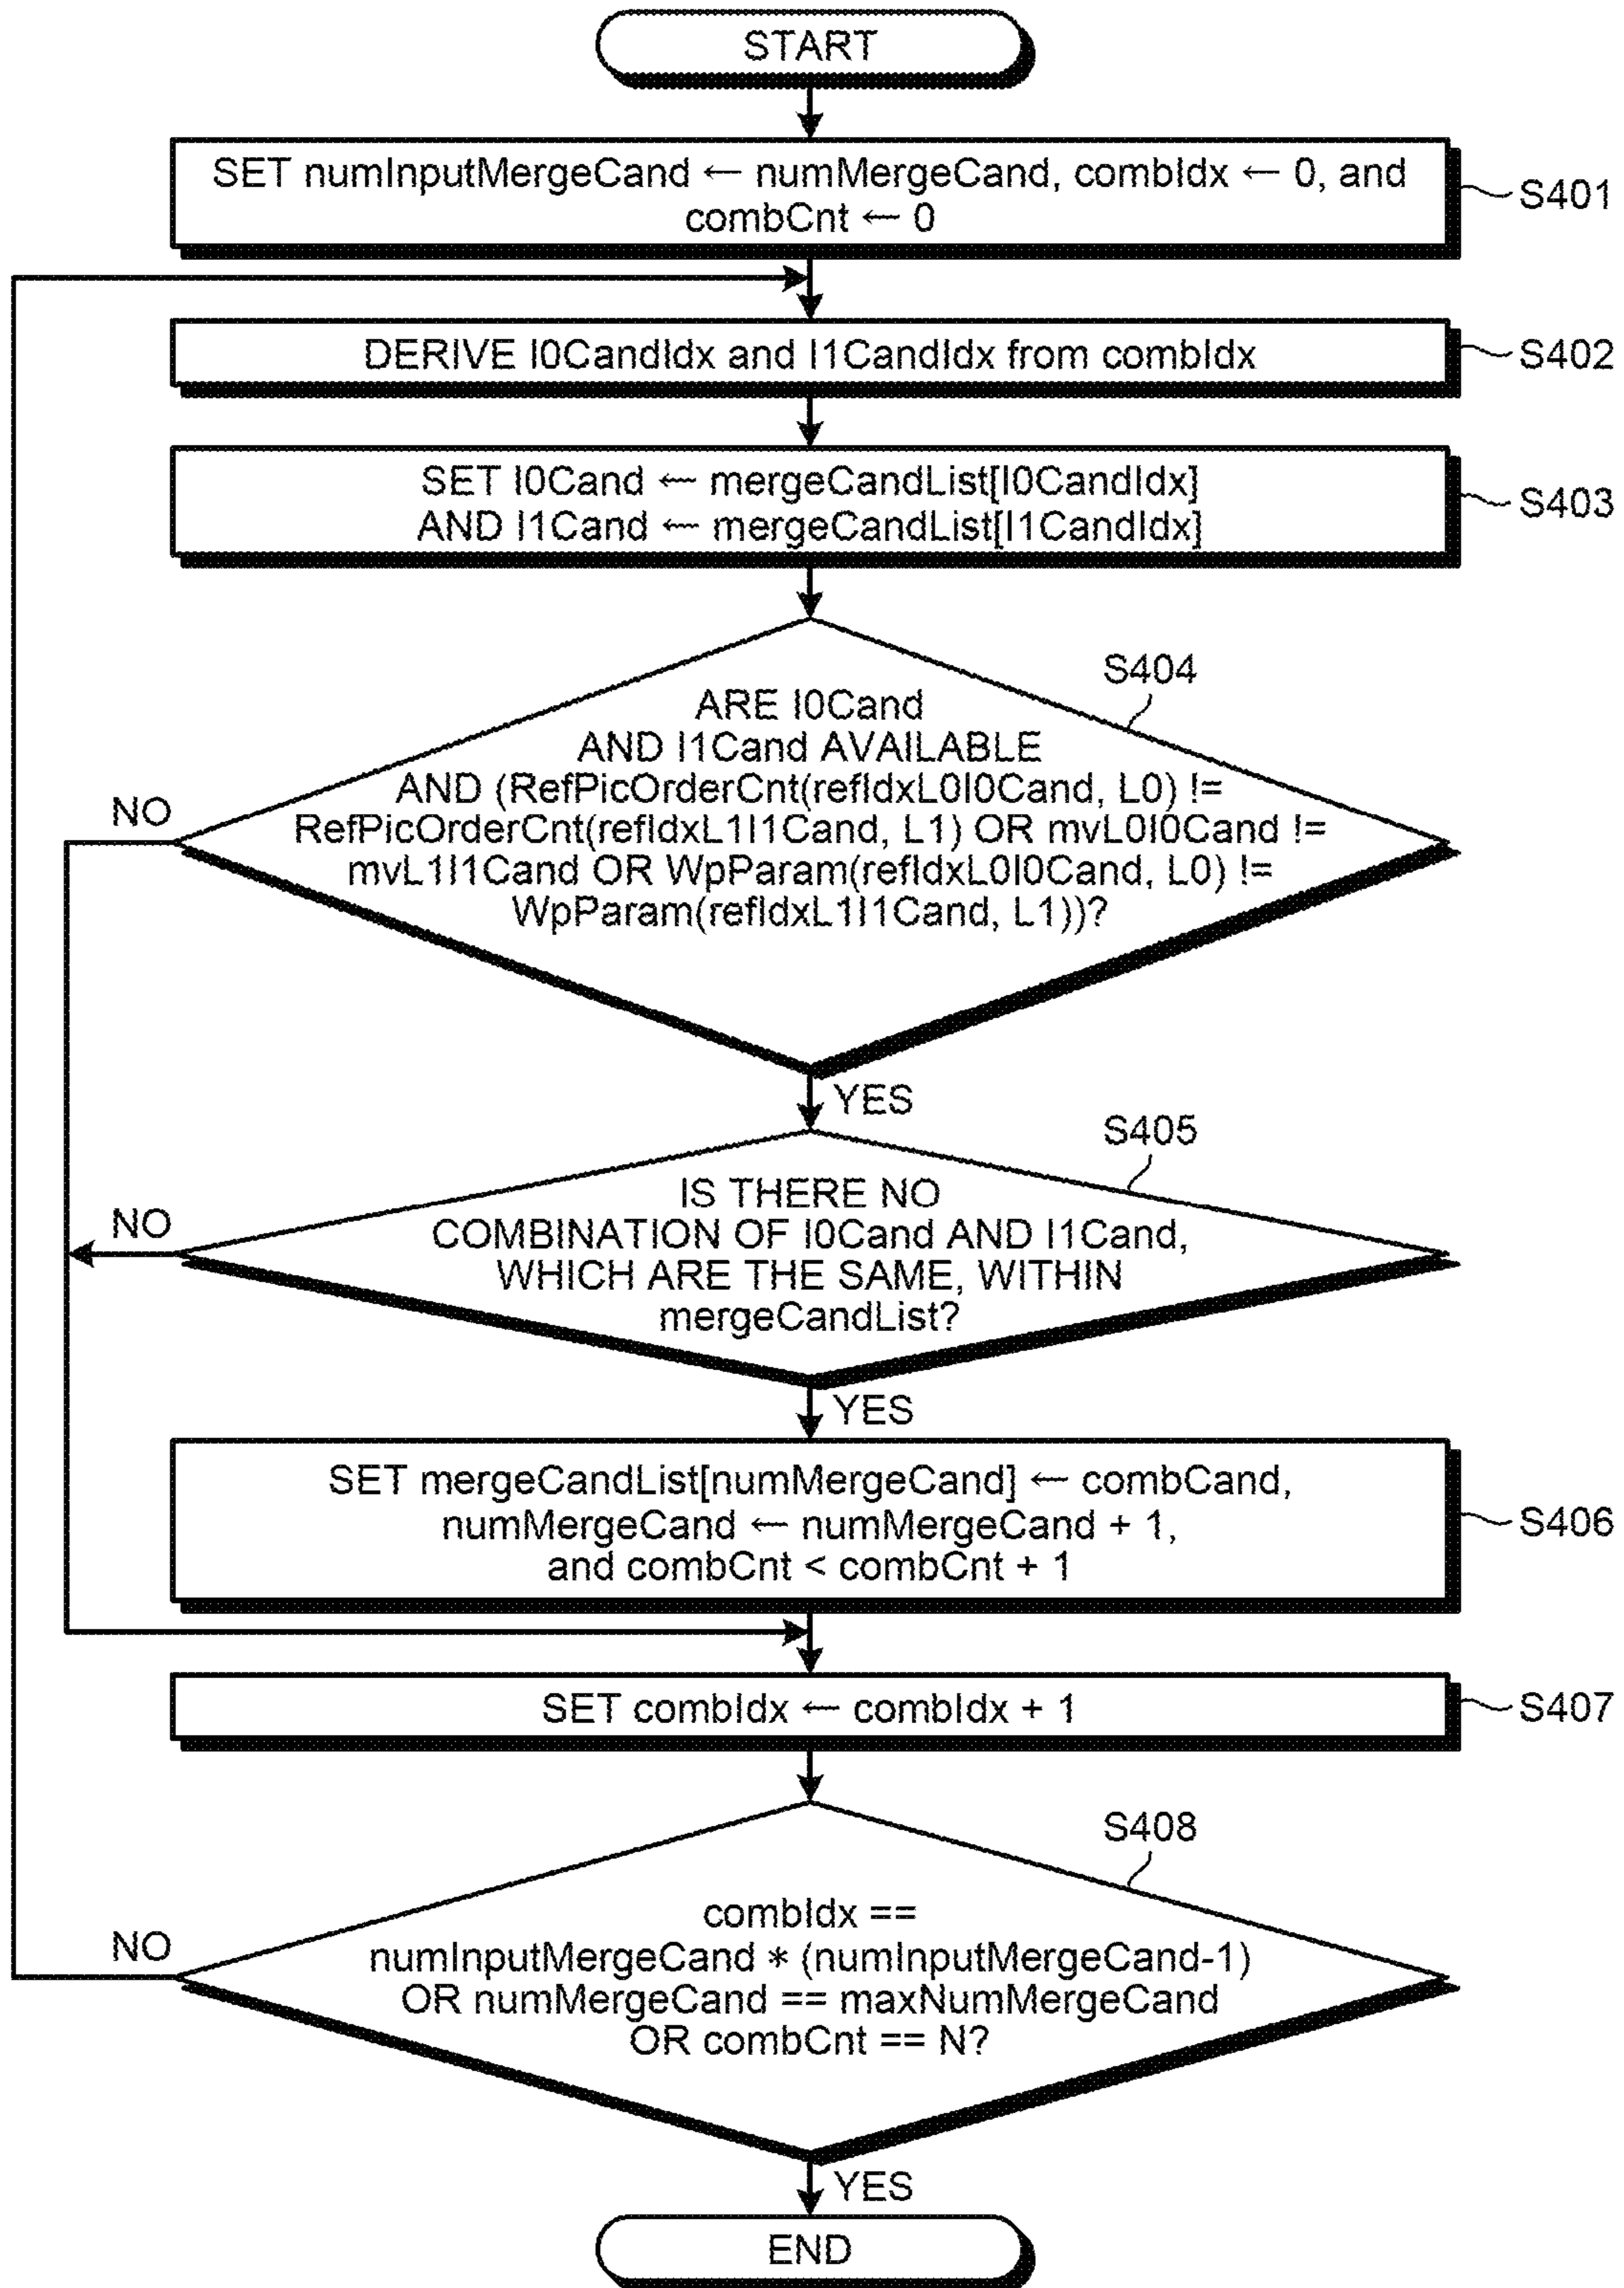 START
SET numInputMergeCand ← numMergeCand, combIdx ← 0, and
combCnt ← 0
S401
DERIVE l0CandIdx and l1CandIdx from combIdx
S402
SET l0Cand ← mergeCandList[l0CandIdx]
AND l1Cand ← mergeCandList[l1CandIdx]
S403
S404
ARE l0Cand
AND l1Cand AVAILABLE
AND (RefPicOrderCnt(refIdxL0l0Cand, L0) !=
RefPicOrderCnt(refIdxL1l1Cand, L1) OR mvL0l0Cand !=
mvL1l1Cand OR WpParam(refIdxL0l0Cand, L0) !=
WpParam(refIdxL1l1Cand, L1))?
NO
YES
S405
IS THERE NO
COMBINATION OF l0Cand AND l1Cand,
WHICH ARE THE SAME, WITHIN
mergeCandList?
NO
YES
SET mergeCandList[numMergeCand] ← combCand,
numMergeCand ← numMergeCand + 1,
and combCnt < combCnt + 1
S406
SET combIdx ← combIdx + 1
S407
S408
combIdx ==
numInputMergeCand * (numInputMergeCand-1)
OR numMergeCand == maxNumMergeCand
OR combCnt == N?
NO
YES
END